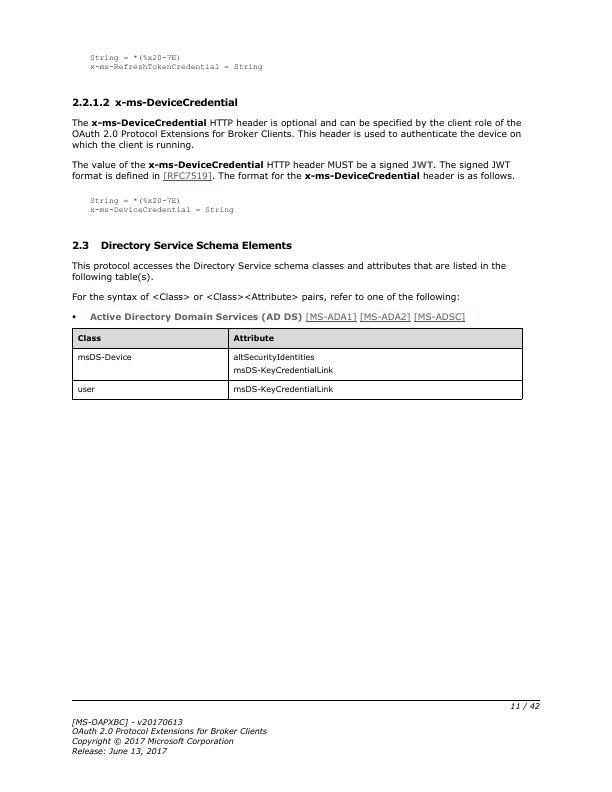 String = *(%x20-7E)
x-ms-RefreshTokenCredential = String
2.2.1.2 x-ms-DeviceCredential
The x-ms-DeviceCredential HTTP header is optional and can be specified by the client role of the
OAuth 2.0 Protocol Extensions for Broker Clients. This header is used to authenticate the device on
which the client is running.
The value of the x-ms-DeviceCredential HTTP header MUST be a signed JWT. The signed JWT
format is defined in [RFC7519]. The format for the x-ms-DeviceCredential header is as follows.
String = *(%x20-7E)
x-ms-DeviceCredential = String
2.3 Directory Service Schema Elements
This protocol accesses the Directory Service schema classes and attributes that are listed in the
following table(s).
For the syntax of <Class> or <Class><Attribute> pairs, refer to one of the following:
▪ Active Directory Domain Services (AD DS) [MS-ADA1] [MS-ADA2] [MS-ADSC]
Class Attribute
msDS-Device altSecurityIdentities
msDS-KeyCredentialLink
user msDS-KeyCredentialLink
11 / 42
[MS-OAPXBC] - v20170613
OAuth 2.0 Protocol Extensions for Broker Clients
Copyright © 2017 Microsoft Corporation
Release: June 13, 2017